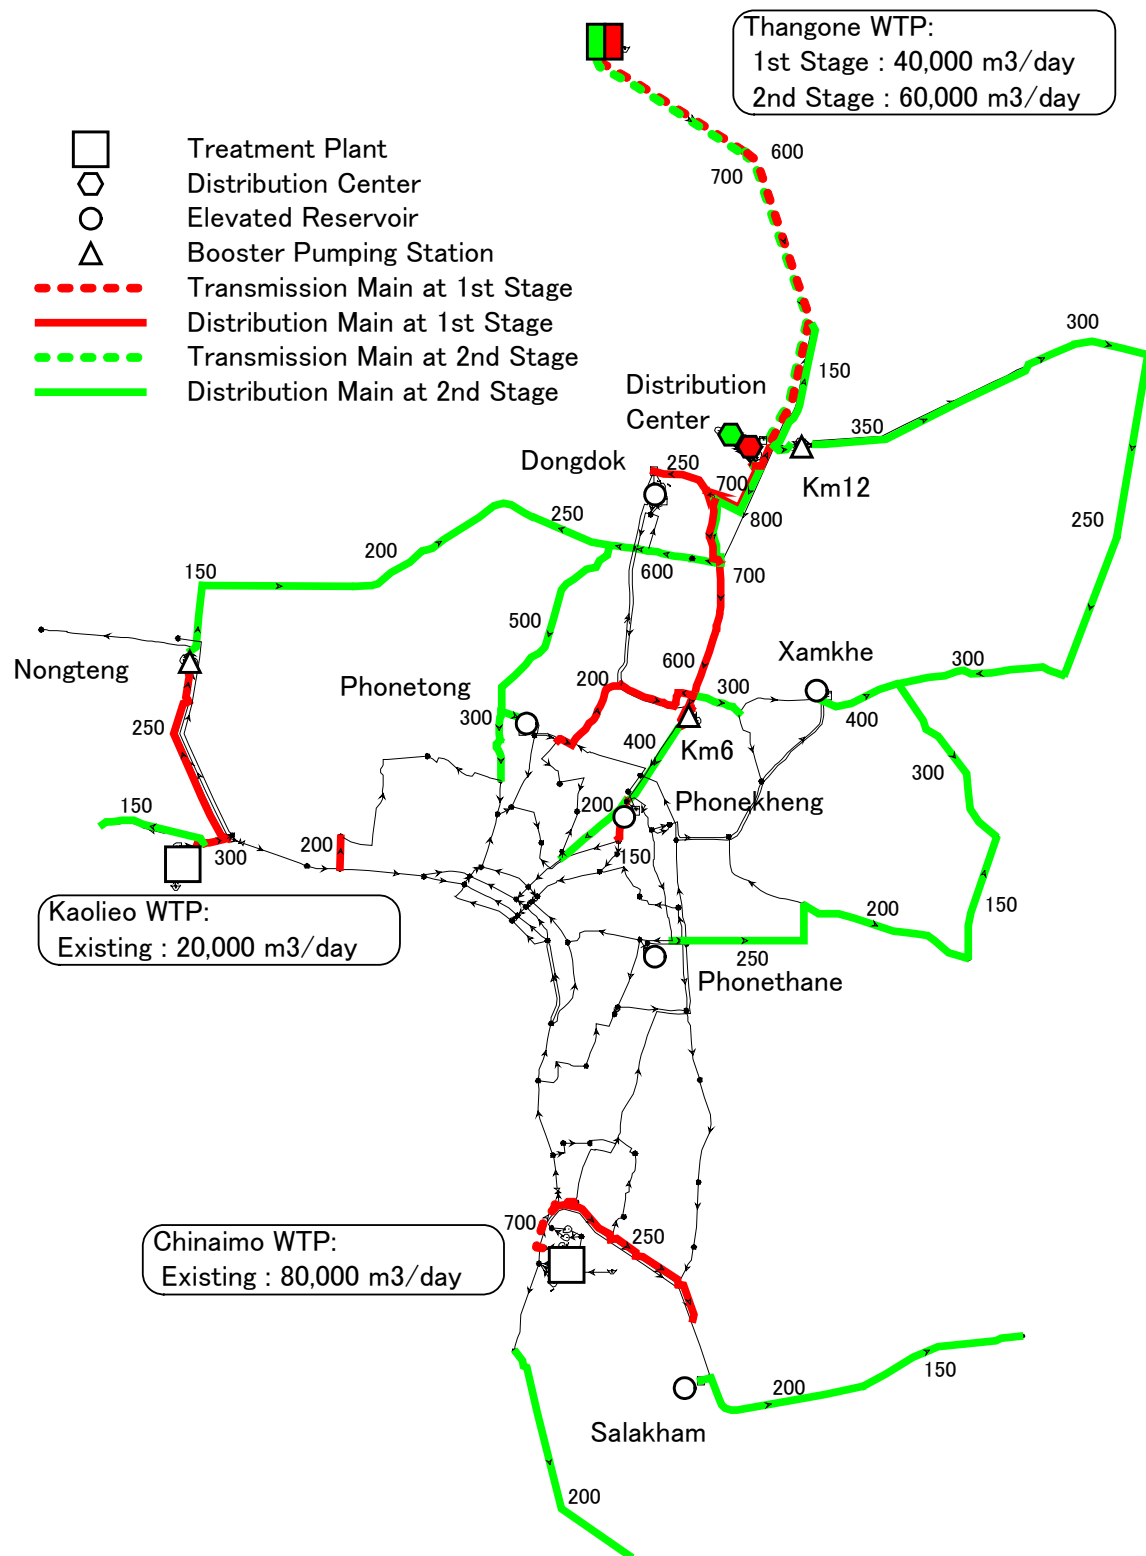 Thangone WTP:
1st Stage : 40,000 m3/day
2nd Stage : 60,000 m3/day
Treatment Plant
Distribution Center
Elevated Reservoir
Booster Pumping Station
Transmission Main at 1st Stage
Distribution Main at 1st Stage
Transmission Main at 2nd Stage
Distribution Main at 2nd Stage
600
700
300
150
Distribution
Center
350
Dongdok
250
700
Km12
800
250
250
200
600
700
150
500
Nongteng
Phonetong
200
600
Xamkhe
300
300
300
400
250
400
Km6
300
150
200
Phonekheng
300
200
150
150
Kaolieo WTP:
Existing : 20,000 m3/day
200
250
Phonethane
700
250
Chinaimo WTP:
Existing : 80,000 m3/day
200
150
Salakham
200